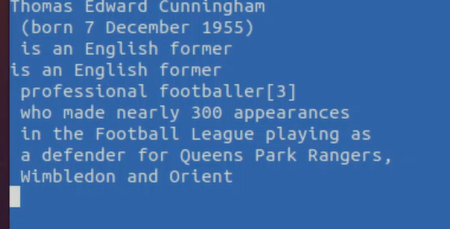 Thomas Edward Cunningham
(born 7 December 1955)
is an English former
is an English former
professional footballer[3]
who made nearly 300 appearances
in the Football League playing as
a defender for Queens Park Rangers,
Wimbledon and Orient